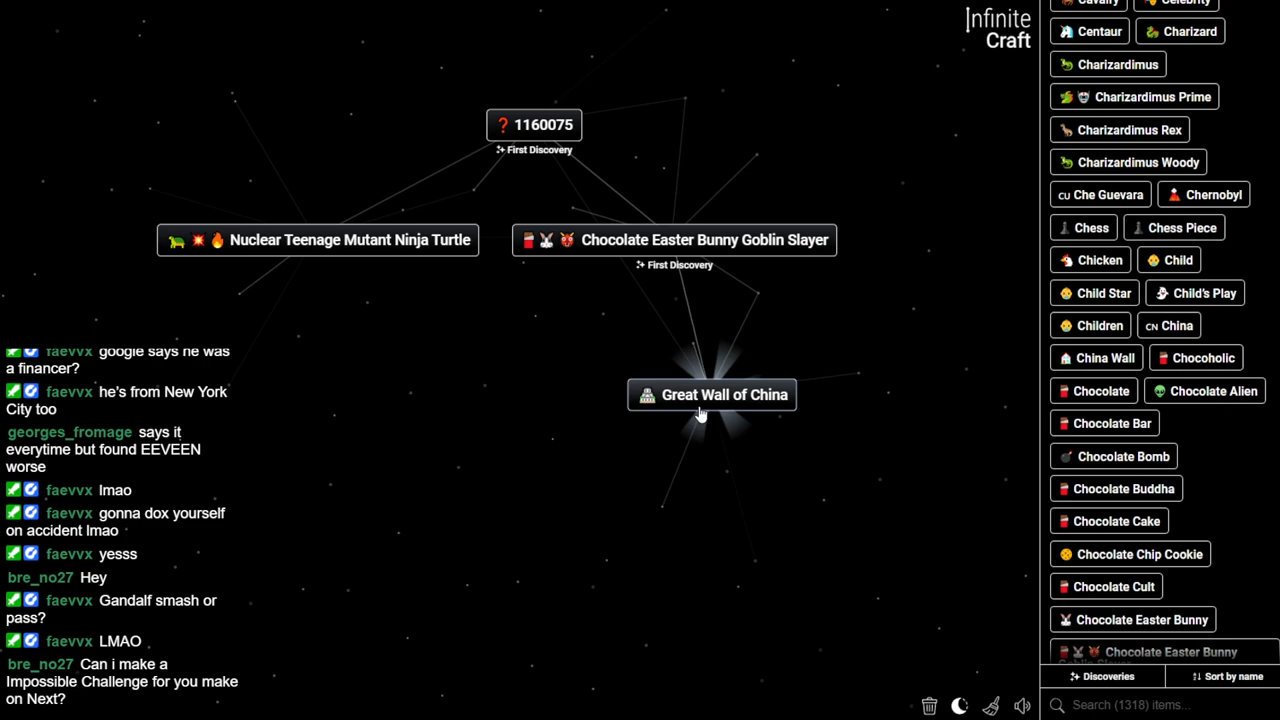 Infinite
Craft
1160075
First Discovery
Nuclear Teenage Mutant Ninja Turtle
Chocolate Easter Bunny Goblin Slayer
First Discovery
Great Wall of China
faevvx google says he was
a financer?
faevvx he's from New York
City too
georges_fromage says it
everytime but found EEVEEN
worse
faevvx lmao
faevvx gonna dox yourself
on accident lmao
faevvx yesss
bre_no27 Hey
faevvx Gandalf smash or
pass?
faevvx LMAO
bre_no27 Can i make a
Impossible Challenge for you make
on Next?
Cavalry Celebrity
Centaur Charizard
Charizardimus
Charizardimus Prime
Charizardimus Rex
Charizardimus Woody
CU Che Guevara Chernobyl
Chess Chess Piece
Chicken Child
Child Star Child's Play
Children CN China
China Wall Chocoholic
Chocolate Chocolate Alien
Chocolate Bar
Chocolate Bomb
Chocolate Buddha
Chocolate Cake
Chocolate Chip Cookie
Chocolate Cult
Chocolate Easter Bunny
Chocolate Easter Bunny
Goblin Slayer
Discoveries Sort by name
Search (1318) items...